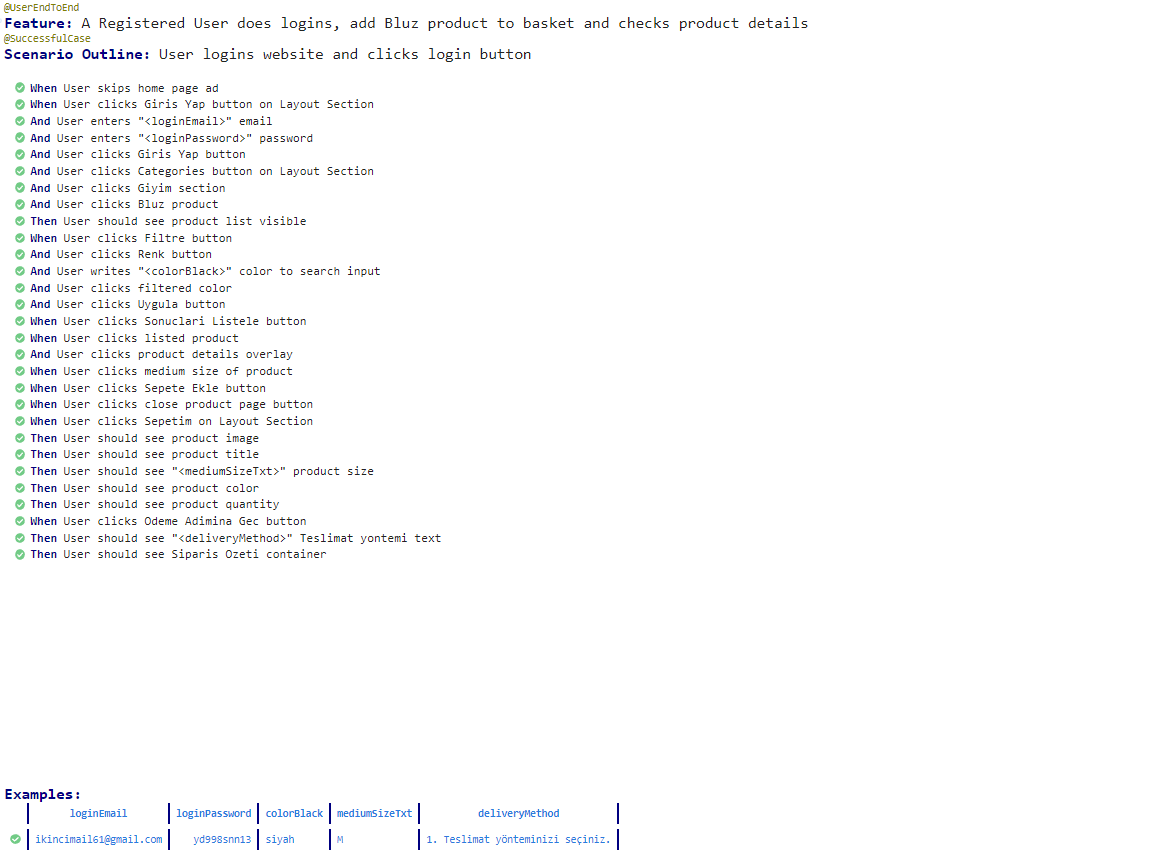 @UserEndToEnd
Feature: A Registered User does logins, add Bluz product to basket and checks product details
@SuccessfulCase
Scenario Outline: User logins website and clicks login button
When User skips home page ad
When User clicks Giris Yap button on Layout Section
And User enters "<loginEmail>" email
And User enters "<loginPassword>" password
And User clicks Giris Yap button
And User clicks Categories button on Layout Section
And User clicks Giyim section
And User clicks Bluz product
Then User should see product list visible
When User clicks Filtre button
And User clicks Renk button
And User writes "<colorBlack>" color to search input
And User clicks filtered color
And User clicks Uygula button
When User clicks Sonuclari Listele button
When User clicks listed product
And User clicks product details overlay
When User clicks medium size of product
When User clicks Sepete Ekle button
When User clicks close product page button
When User clicks Sepetim on Layout Section
Then User should see product image
Then User should see product title
Then User should see "<mediumSizeTxt>" product size
Then User should see product color
Then User should see product quantity
When User clicks Odeme Adimina Gec button
Then User should see "<deliveryMethod>" Teslimat yontemi text
Then User should see Siparis Ozeti container
Examples:
loginEmail loginPassword colorBlack mediumSizeTxt deliveryMethod
ikincimail61@gmail.com yd998snn13 siyah M 1. Teslimat yönteminizi seçiniz.